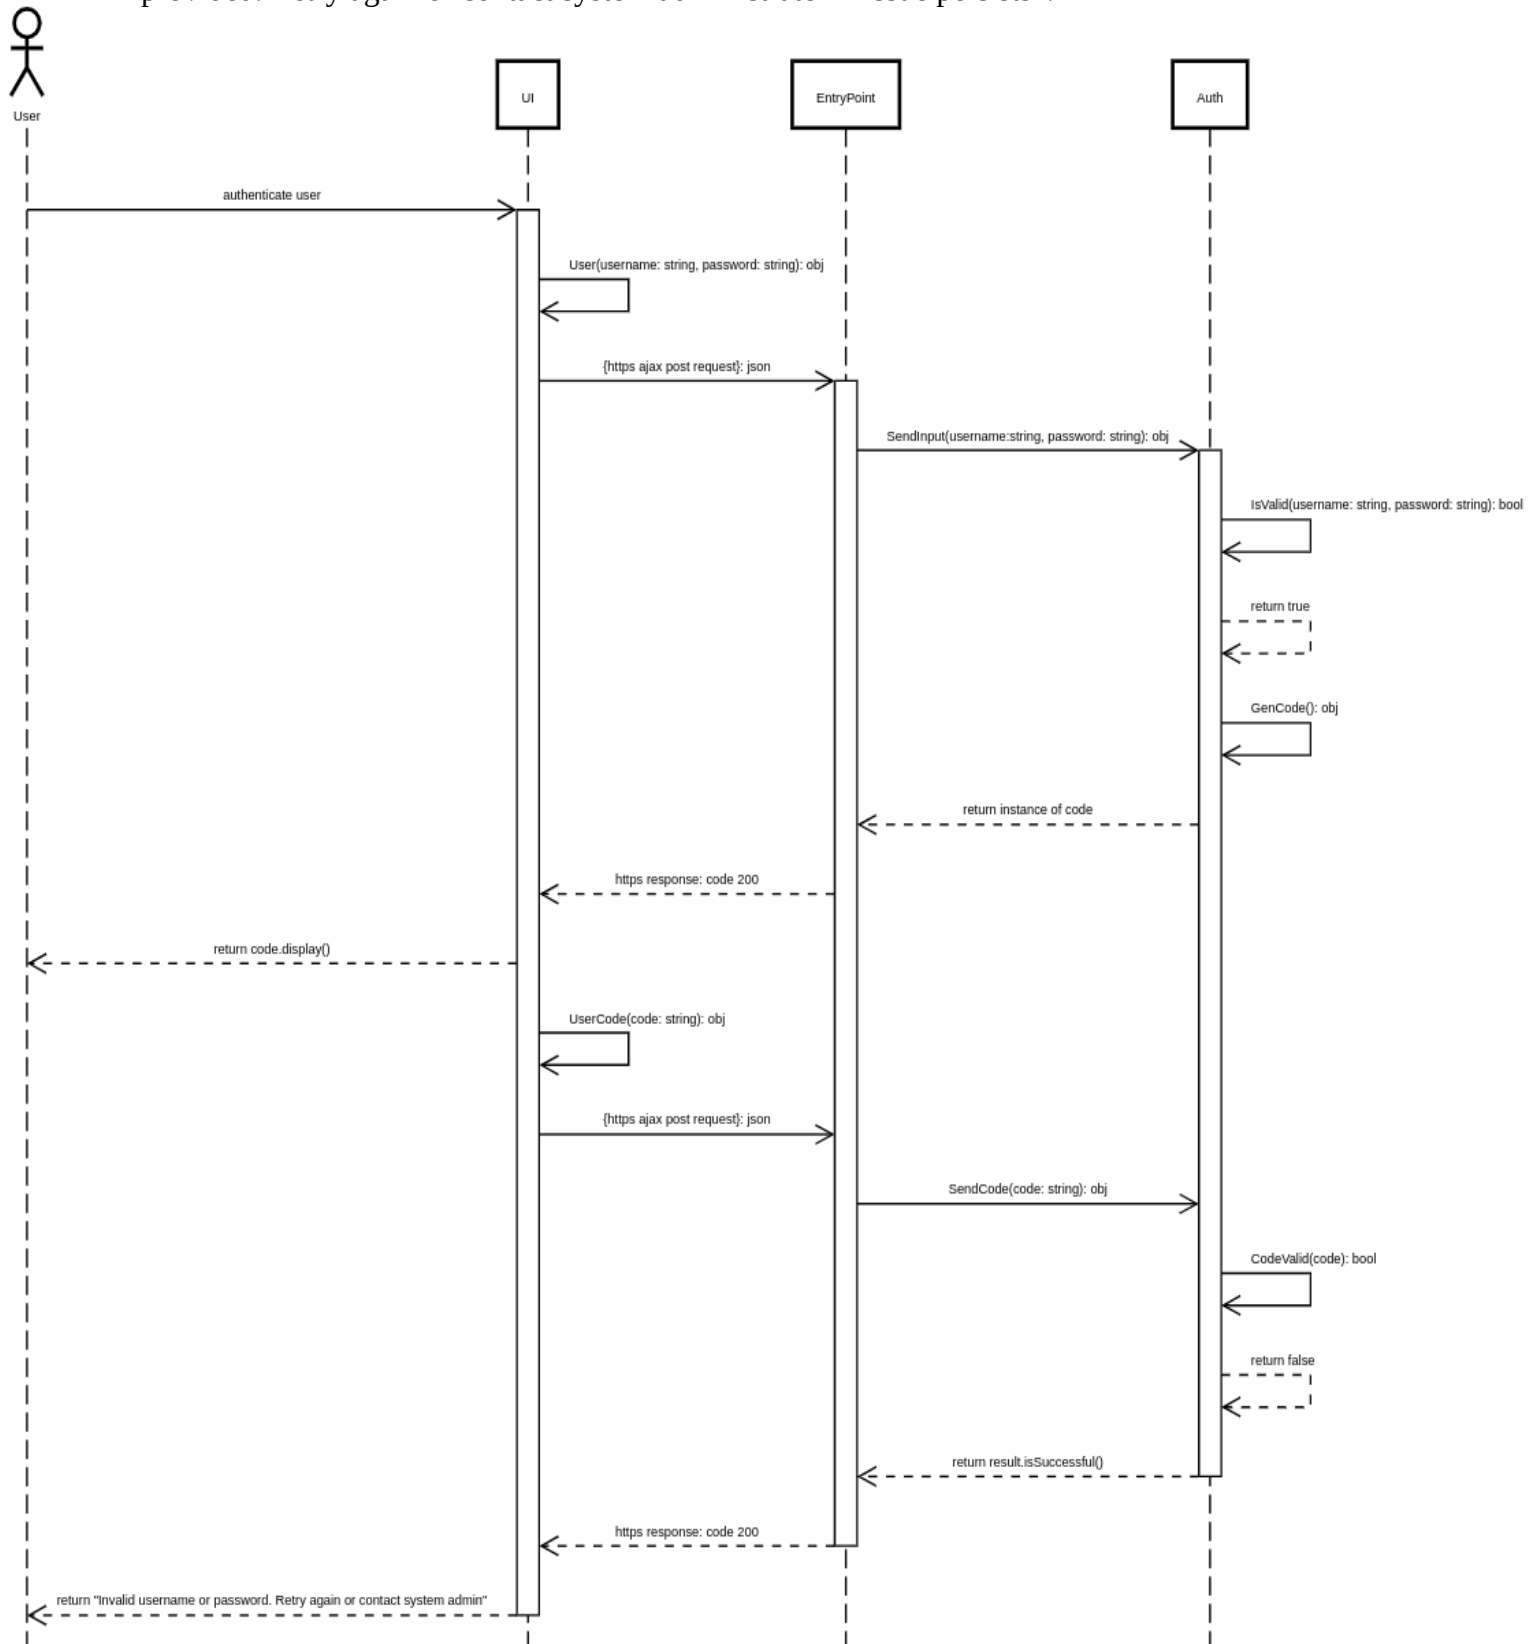 User
UI
EntryPoint
Auth
authenticate user
User(username: string, password: string): obj
{https ajax post request}: json
SendInput(username:string, password: string): obj
IsValid(username: string, password: string): bool
return true
GenCode(): obj
return instance of code
https response: code 200
return code.display()
UserCode(code: string): obj
{https ajax post request}: json
SendCode(code: string): obj
CodeValid(code): bool
return false
return result.isSuccessful()
https response: code 200
return "Invalid username or password. Retry again or contact system admin"